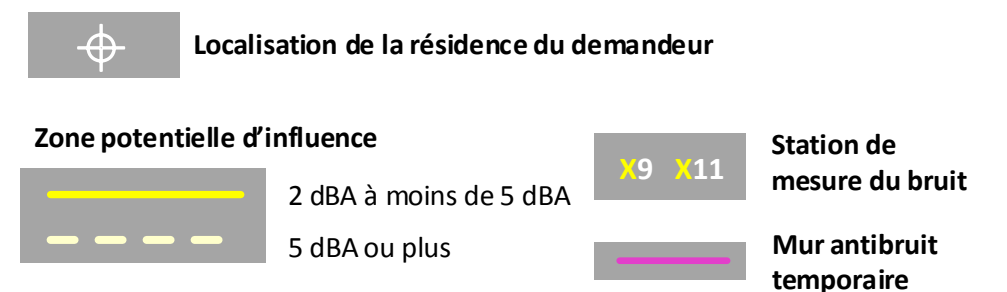 Localisation de la résidence du demandeur
Zone potentielle d'influence
2 dBA à moins de 5 dBA
5 dBA ou plus
X9 X11
Station de
mesure du bruit
Mur antibruit
temporaire